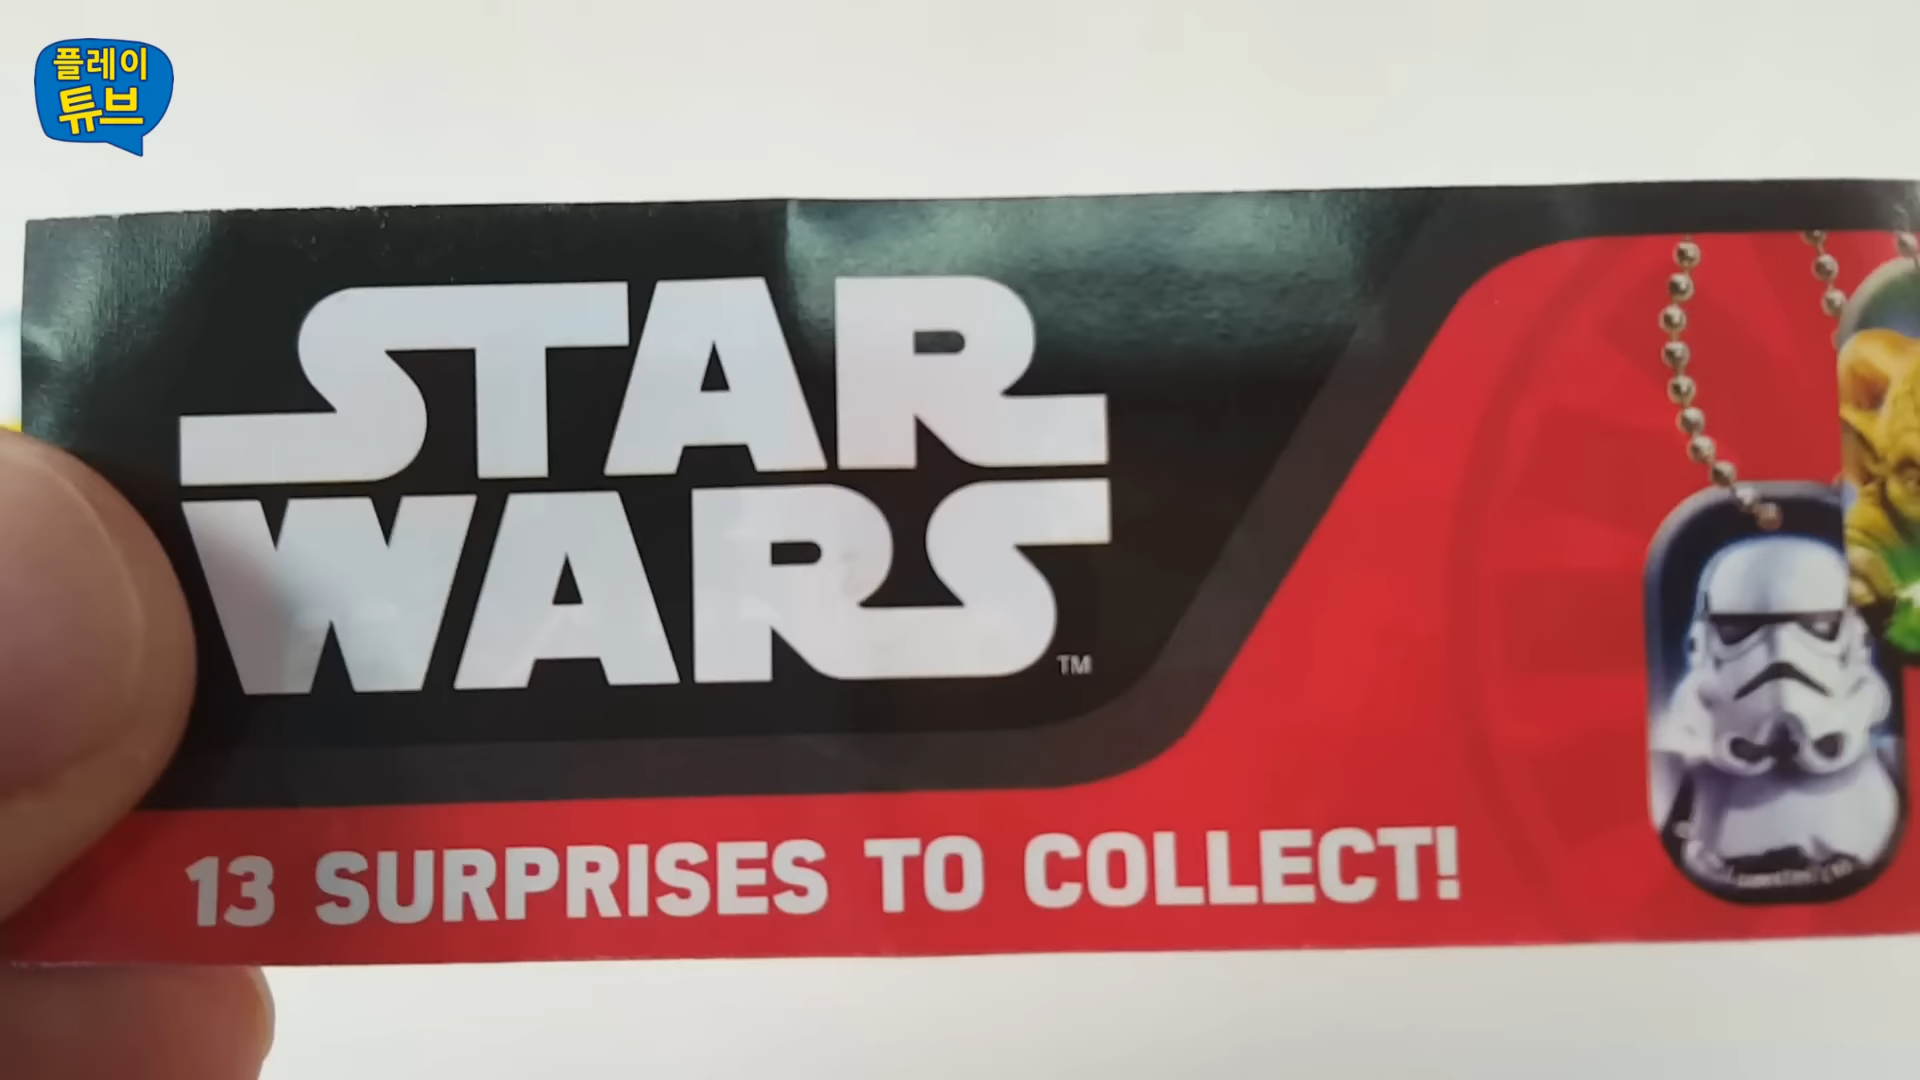 플레이
튜브
STAR
WARS
TM
13 SURPRISES TO COLLECT!